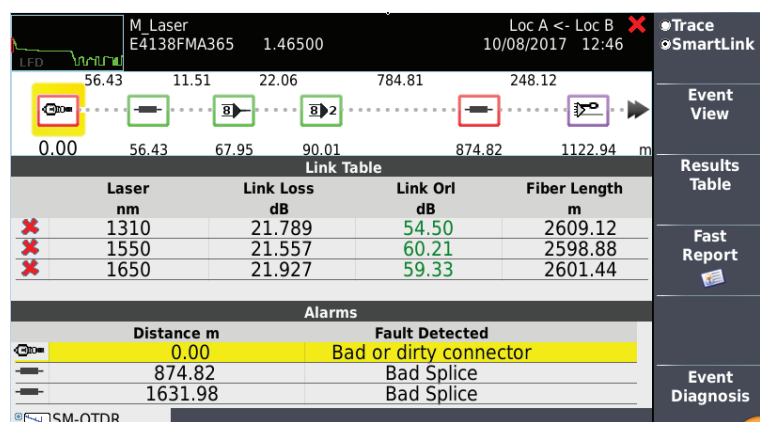 M_Laser
Loc A <- Loc B
E4138FMA365 1.46500
10/08/2017 12:46
LFD
Trace
SmartLink
56.43 11.51 22.06 784.81 248.12
8
8 2
0.00 56.43 67.95 90.01 874.82 1122.94 m
Event
View
Link Table
Results
Table
Laser Link Loss Link Orl Fiber Length
nm dB dB m
1310 21.789 54.50 2609.12
1550 21.557 60.21 2598.88
1650 21.927 59.33 2601.44
Fast
Report
Alarms
Distance m Fault Detected
0.00 Bad or dirty connector
874.82 Bad Splice
1631.98 Bad Splice
Event
Diagnosis
SM-OTDR